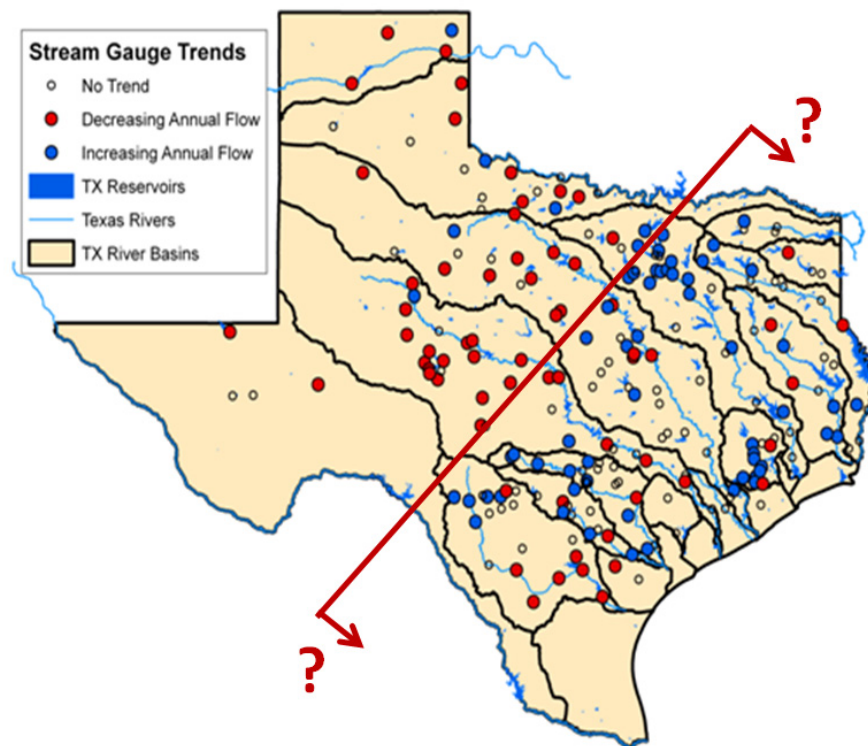 Stream Gauge Trends
No Trend
Decreasing Annual Flow
Increasing Annual Flow
TX Reservoirs
Texas Rivers
TX River Basins
?
?